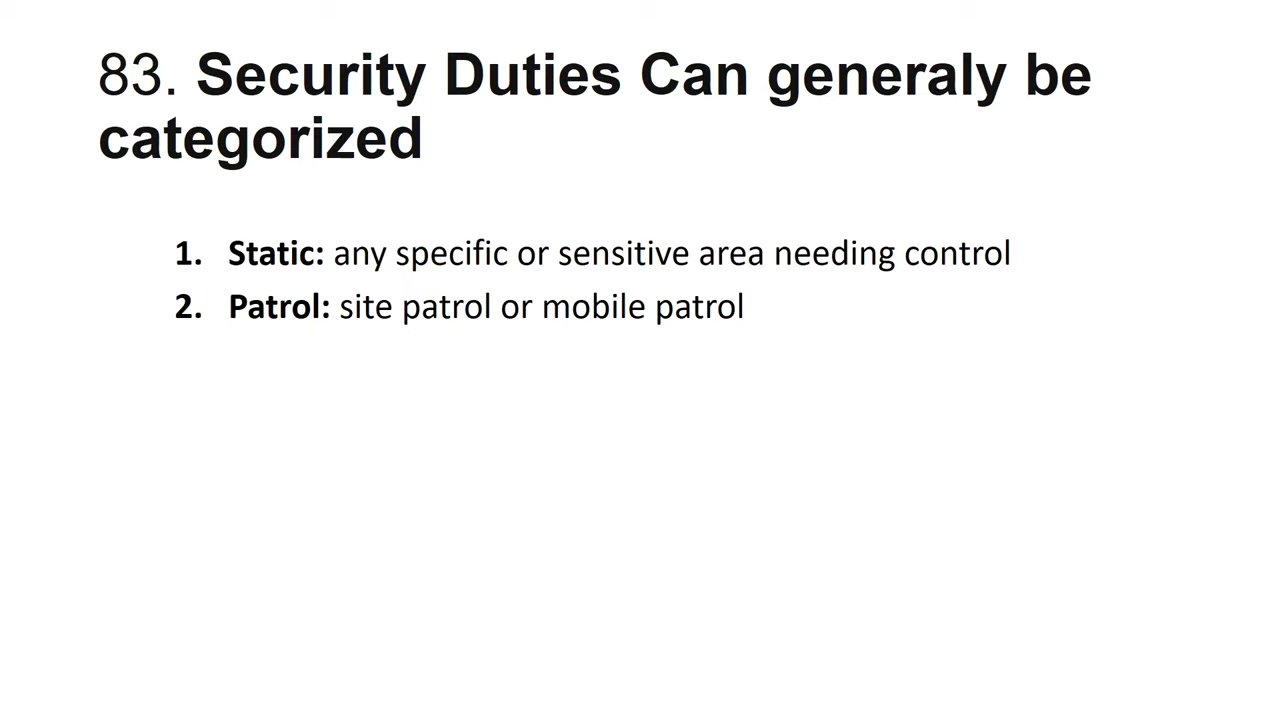 83. Security Duties Can generaly be
categorized
1. Static: any specific or sensitive area needing control
2. Patrol: site patrol or mobile patrol